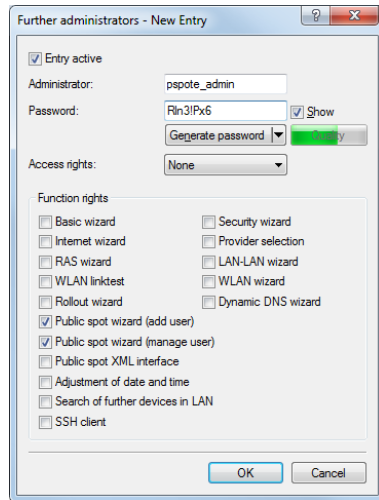 Further administrators - New Entry
Entry active
Administrator: pspote_admin
Password: Rln3!Px6 Show
Generate password Quality
Access rights: None
Function rights
Basic wizard Security wizard
Internet wizard Provider selection
RAS wizard LAN-LAN wizard
WLAN linktest WLAN wizard
Rollout wizard Dynamic DNS wizard
Public spot wizard (add user)
Public spot wizard (manage user)
Public spot XML interface
Adjustment of date and time
Search of further devices in LAN
SSH client
OK Cancel